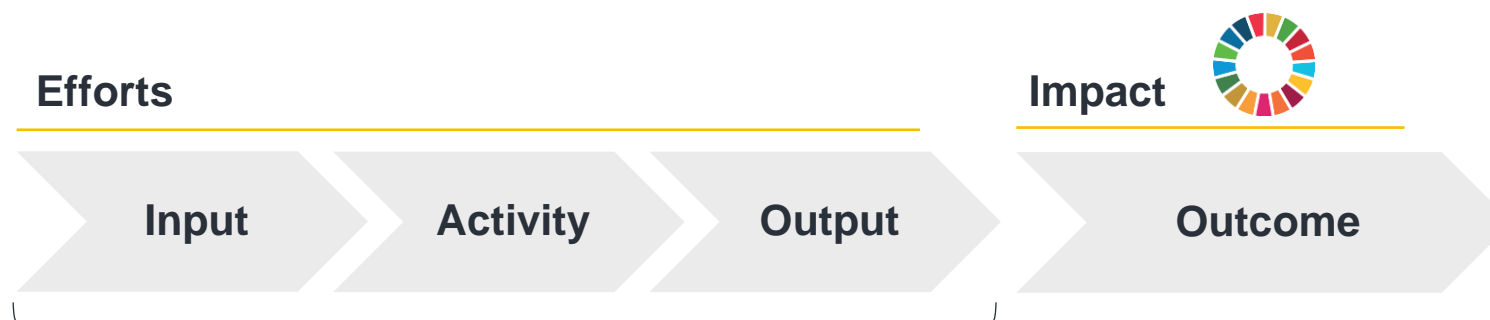 Efforts
Impact
Input
Activity
Output
Outcome